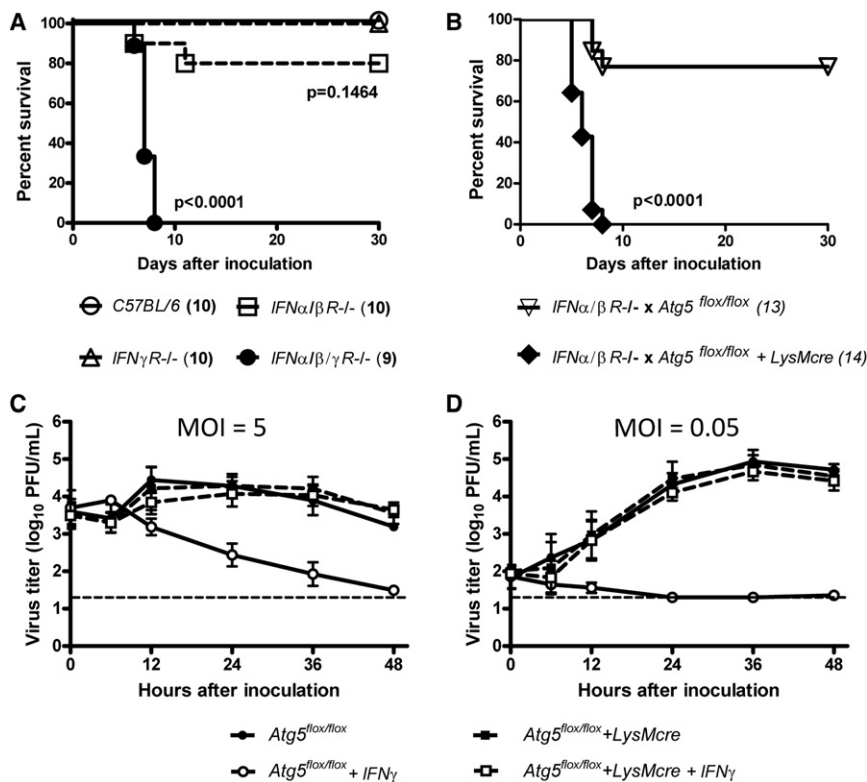 A
Percent survival
100
80
60
40
20
0
p=0.1464
p<0.0001
0 10 20 30
Days after inoculation
C57BL/6 (10)
IFNα/βR-/- (10)
IFNγR-/- (10)
IFNα/β/γR-/- (9)
B
Percent survival
100
80
60
40
20
0
p<0.0001
0 10 20 30
Days after inoculation
IFNα/β R-/- x Atg5 flox/flox (13)
IFNα/β R-/- x Atg5 flox/flox + LysMcre (14)
C
MOI = 5
Virus titer (log10 PFU/mL)
6
5
4
3
2
1
0
0 12 24 36 48
Hours after inoculation
D
MOI = 0.05
Virus titer (log10 PFU/mL)
6
5
4
3
2
1
0
0 12 24 36 48
Hours after inoculation
Atg5flox/flox
Atg5flox/flox+LysMcre
Atg5flox/flox + IFNγ
Atg5flox/flox+LysMcre + IFNγ